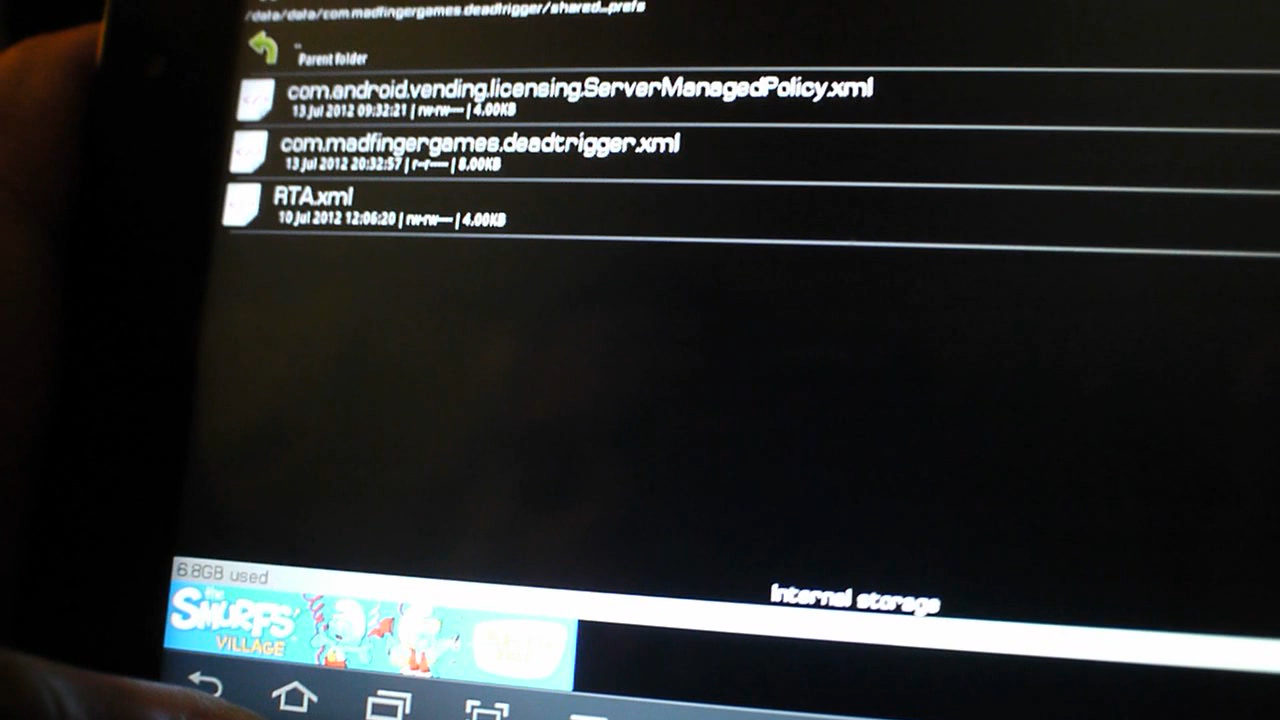 /data/data/com.madfingergames.deadtrigger/shared_prefs
..
Parent folder
com.android.vending.licensing.ServerManagedPolicy.xml
13 Jul 2012 09:32:21 | rw-rw---- | 4.00KB
com.madfingergames.deadtrigger.xml
13 Jul 2012 20:32:57 | r--r----- | 8.00KB
RTA.xml
10 Jul 2012 12:06:20 | rw-rw---- | 4.00KB
6.8GB used
Internal storage
the
SMURFS'
VILLAGE